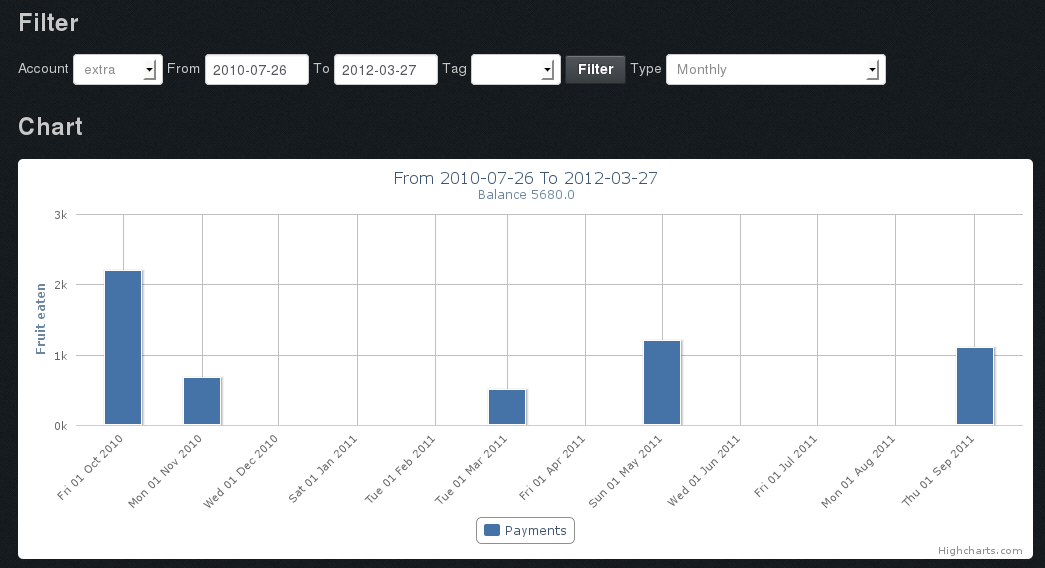 Filter
Account extra From 2010-07-26 To 2012-03-27 Tag Filter Type Monthly
Chart
From 2010-07-26 To 2012-03-27
Balance 5680.0
3k
2k
1k
0k
Fruit eaten
Fri 01 Oct 2010
Mon 01 Nov 2010
Wed 01 Dec 2010
Sat 01 Jan 2011
Tue 01 Feb 2011
Tue 01 Mar 2011
Fri 01 Apr 2011
Sun 01 May 2011
Wed 01 Jun 2011
Fri 01 Jul 2011
Mon 01 Aug 2011
Thu 01 Sep 2011
Payments
Highcharts.com